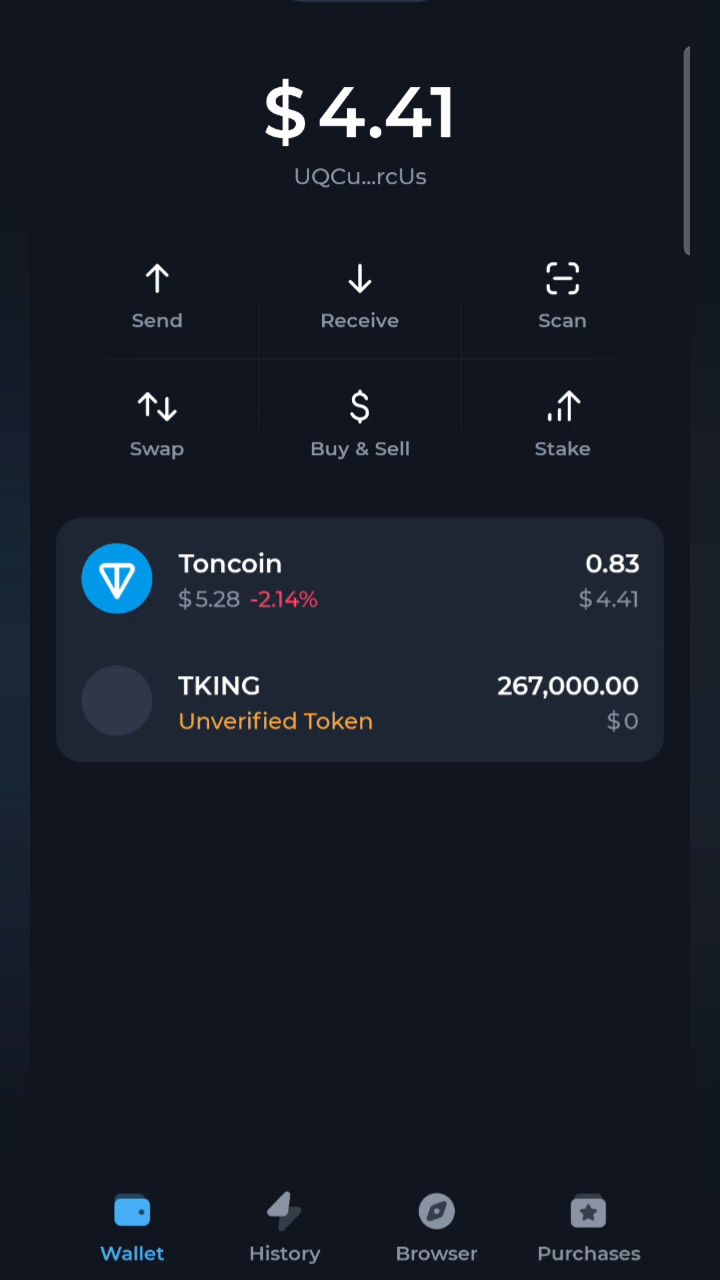 $ 4.41
UQCu...rcUs
Send Receive Scan
Swap Buy & Sell Stake
Toncoin 0.83
$ 5.28 -2.14% $ 4.41
TKING 267,000.00
Unverified Token $ 0
Wallet History Browser Purchases